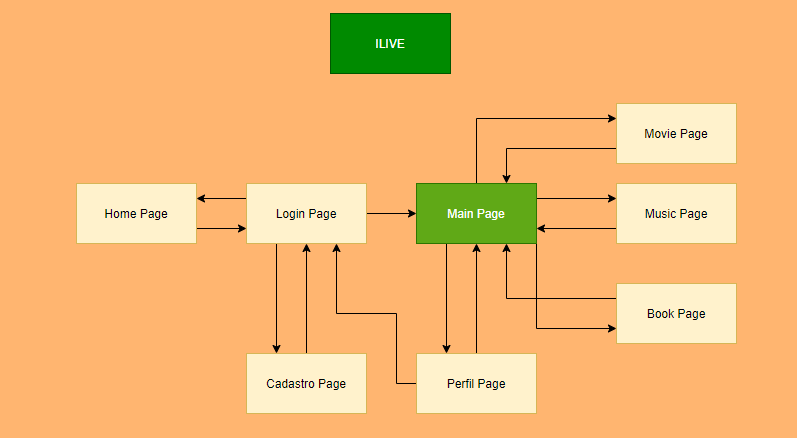 ILIVE
Movie Page
Home Page
Login Page
Main Page
Music Page
Book Page
Cadastro Page
Perfil Page